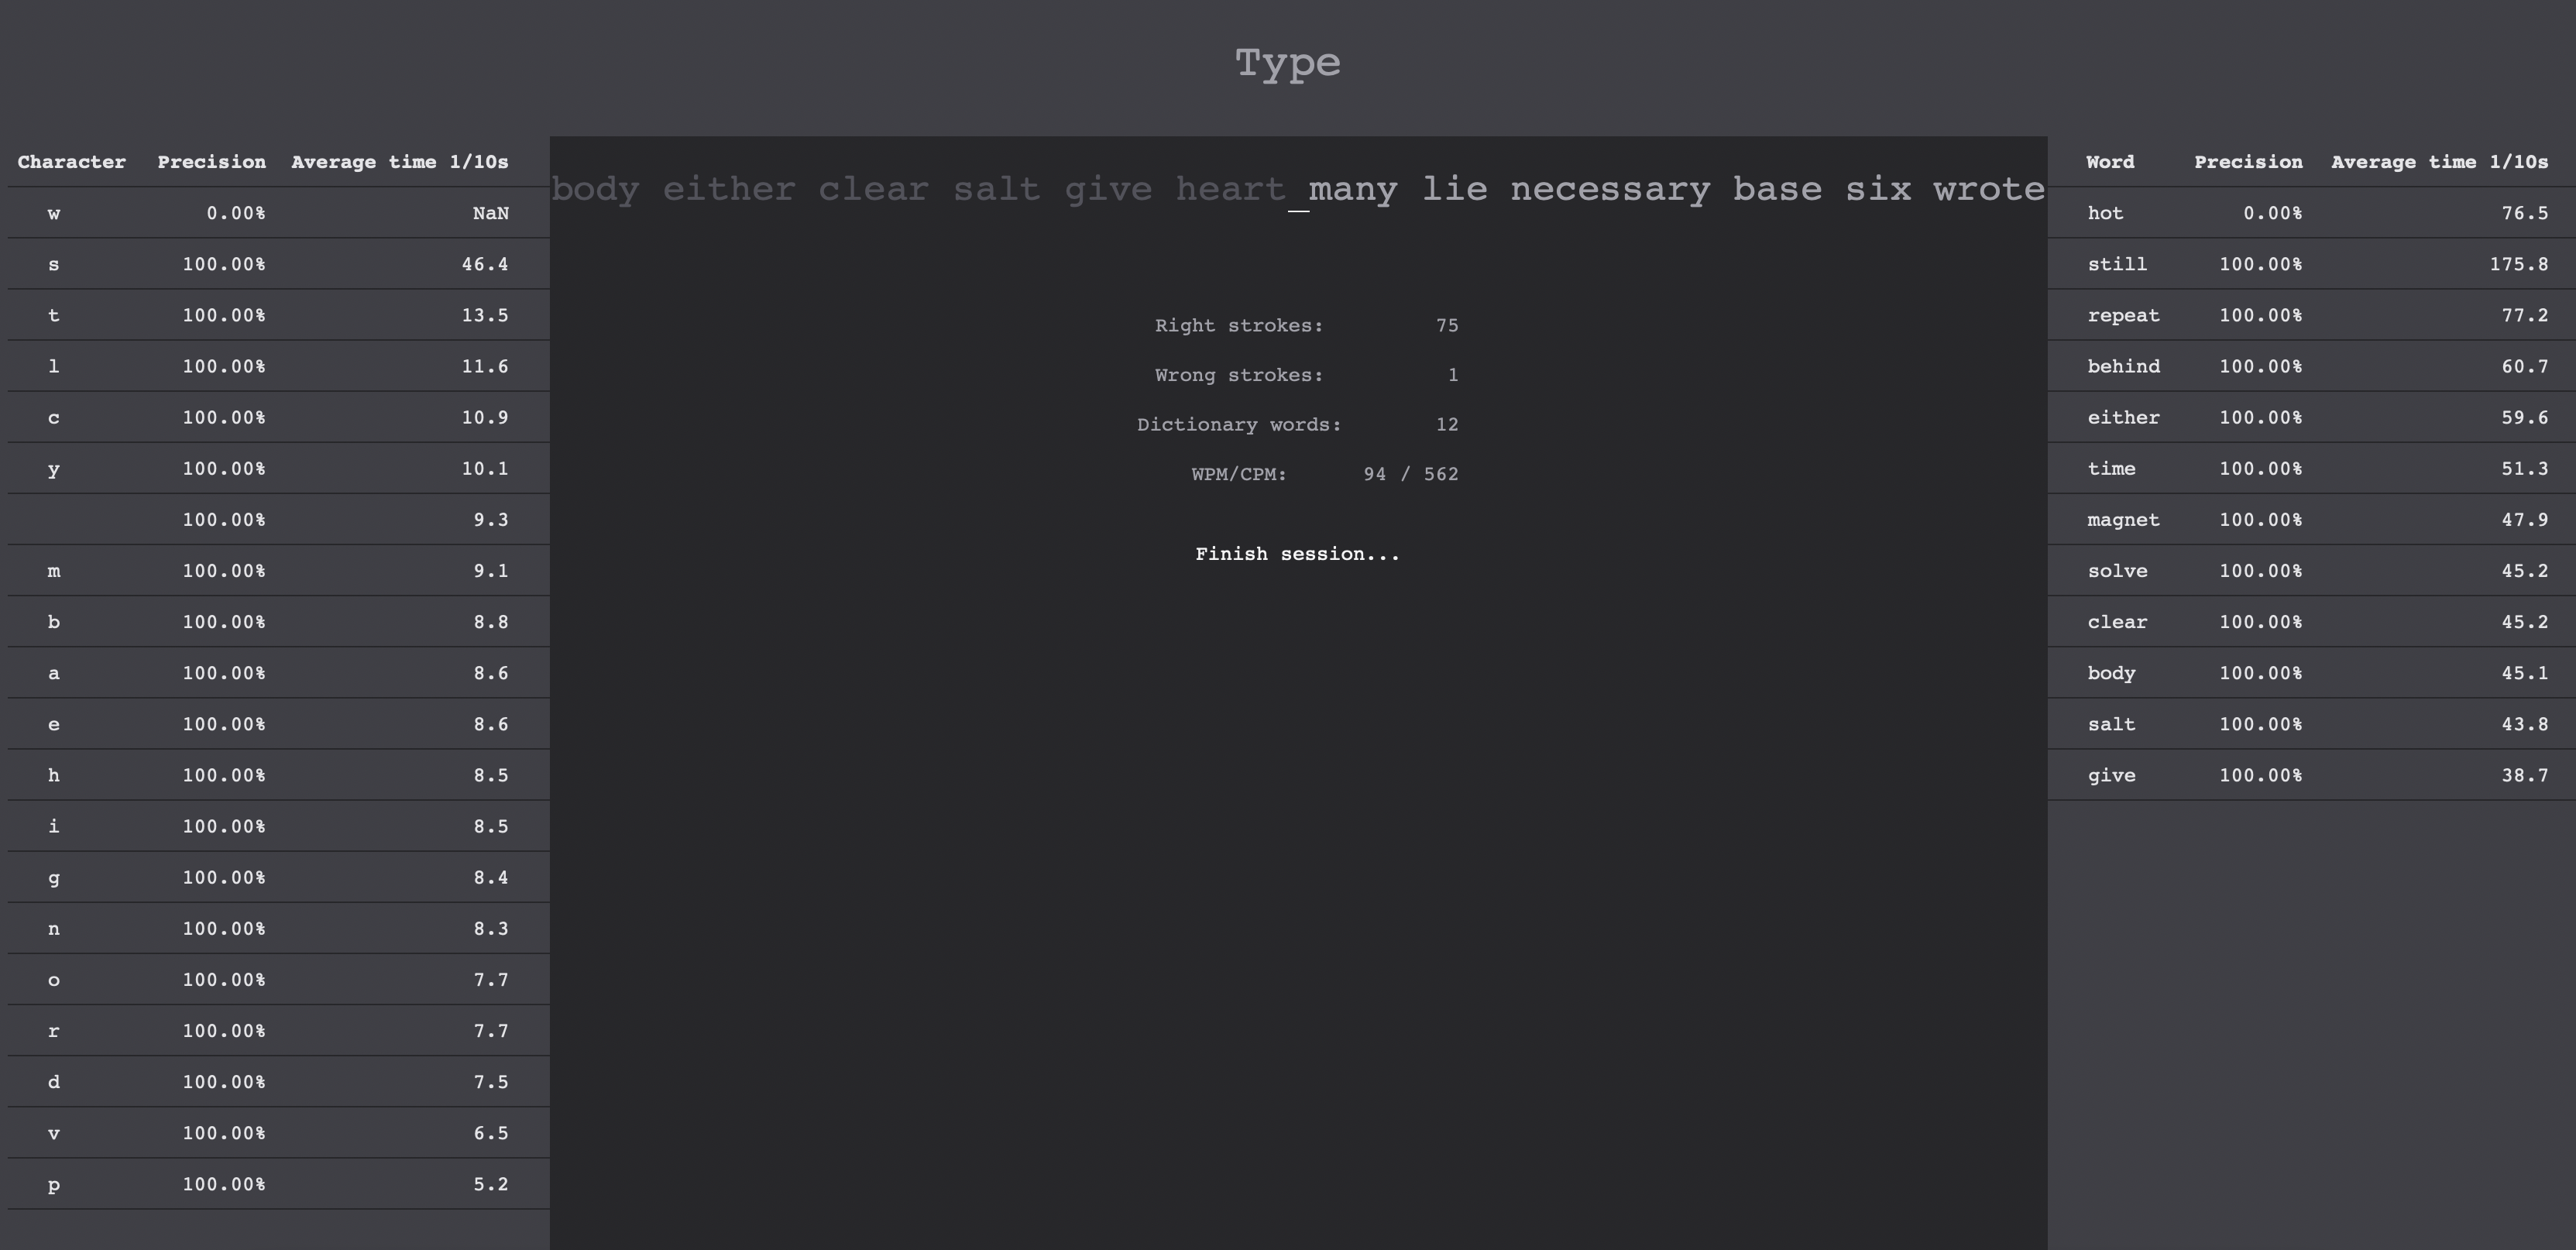 Type
Character Precision Average time 1/10s
w 0.00% NaN
s 100.00% 46.4
t 100.00% 13.5
l 100.00% 11.6
c 100.00% 10.9
y 100.00% 10.1
100.00% 9.3
m 100.00% 9.1
b 100.00% 8.8
a 100.00% 8.6
e 100.00% 8.6
h 100.00% 8.5
i 100.00% 8.5
g 100.00% 8.4
n 100.00% 8.3
o 100.00% 7.7
r 100.00% 7.7
d 100.00% 7.5
v 100.00% 6.5
p 100.00% 5.2
body either clear salt give heart_many lie necessary base six wrote
Right strokes: 75
Wrong strokes: 1
Dictionary words: 12
WPM/CPM: 94 / 562
Finish session...
Word Precision Average time 1/10s
hot 0.00% 76.5
still 100.00% 175.8
repeat 100.00% 77.2
behind 100.00% 60.7
either 100.00% 59.6
time 100.00% 51.3
magnet 100.00% 47.9
solve 100.00% 45.2
clear 100.00% 45.2
body 100.00% 45.1
salt 100.00% 43.8
give 100.00% 38.7